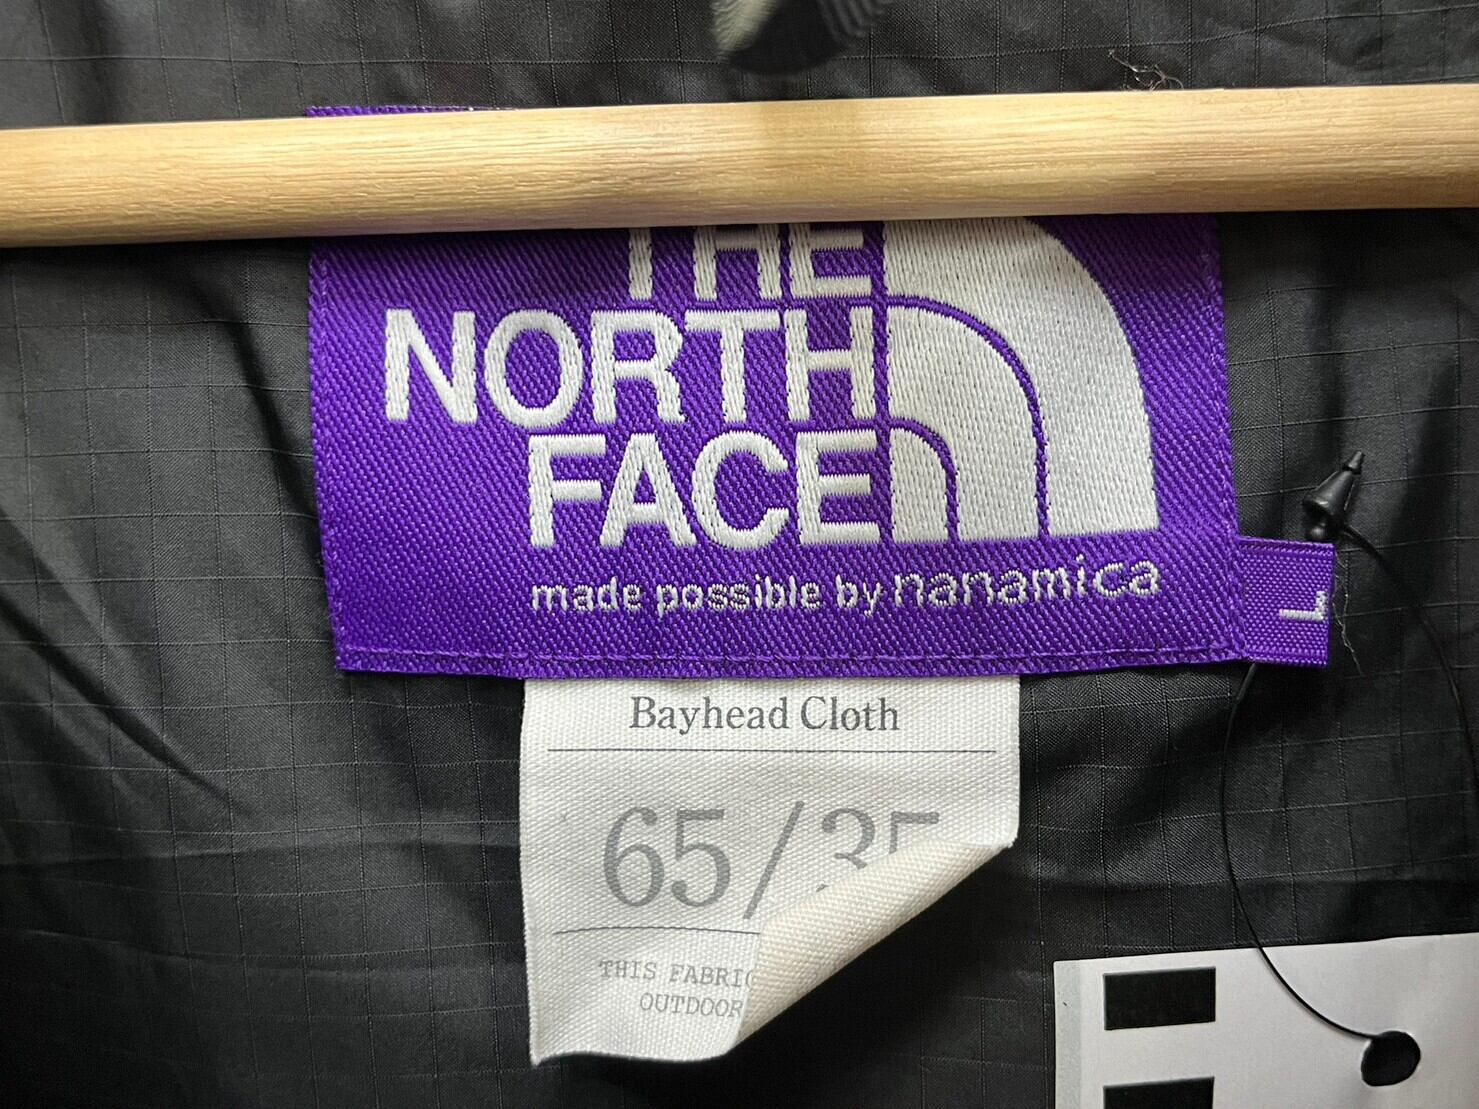 THE
NORTH
FACE
made possible by nanamica
L
Bayhead Cloth
65/35
THIS FABRIC
OUTDOOR